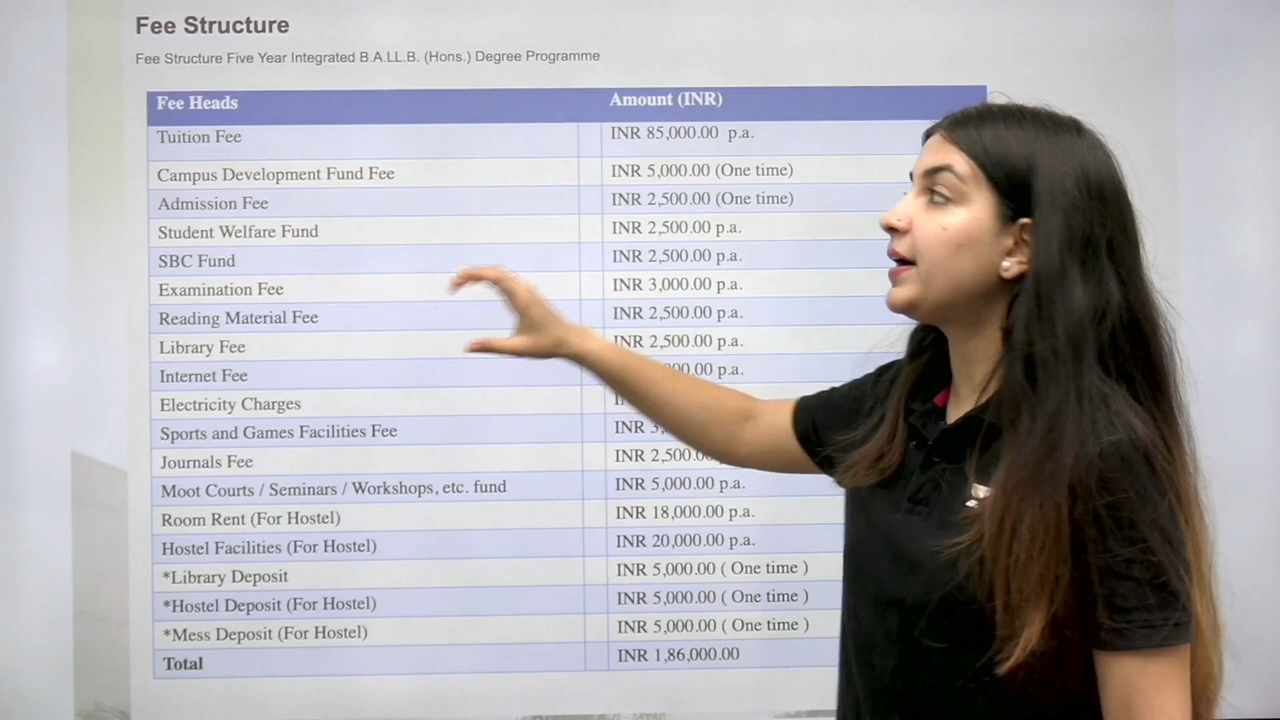 Fee Structure
Fee Structure Five Year Integrated B.A.LL.B. (Hons.) Degree Programme
Fee Heads Amount (INR)
Tuition Fee INR 85,000.00 p.a.
Campus Development Fund Fee INR 5,000.00 (One time)
Admission Fee INR 2,500.00 (One time)
Student Welfare Fund INR 2,500.00 p.a.
SBC Fund INR 2,500.00 p.a.
Examination Fee INR 3,000.00 p.a.
Reading Material Fee INR 2,500.00 p.a.
Library Fee INR 2,500.00 p.a.
Internet Fee p.a.
Electricity Charges
Sports and Games Facilities Fee INR
Journals Fee INR 2,500.0
Moot Courts / Seminars / Workshops, etc. fund INR 5,000.00 p.a.
Room Rent (For Hostel) INR 18,000.00 p.a.
Hostel Facilities (For Hostel) INR 20,000.00 p.a.
*Library Deposit INR 5,000.00 ( One time )
*Hostel Deposit (For Hostel) INR 5,000.00 ( One time )
*Mess Deposit (For Hostel) INR 5,000.00 ( One time )
Total INR 1,86,000.00